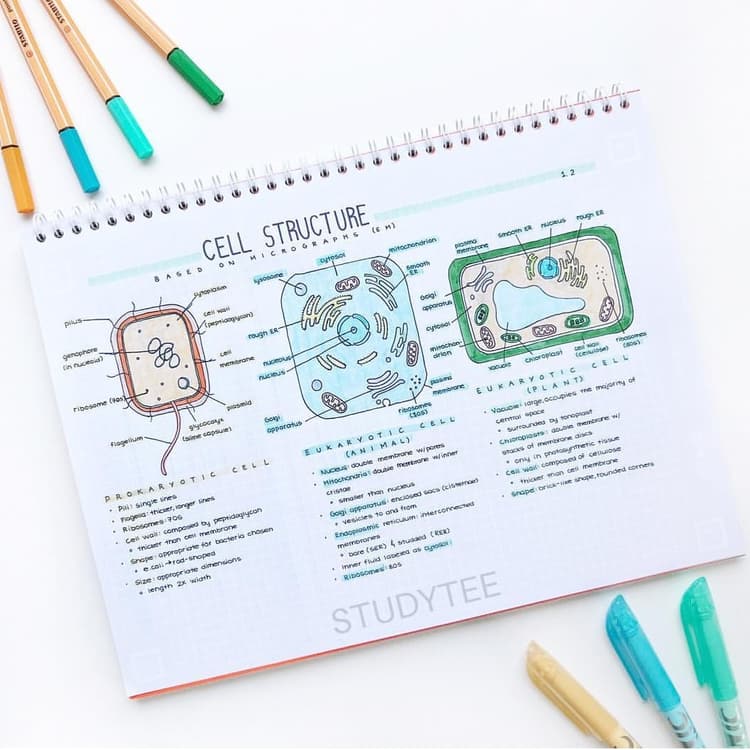 STABILO
STABILO
1.2
CELL STRUCTURE
BASED ON MICROGRAPHS (EM)
pilus
cytoplasm
cell wall
(peptidoglycan)
genophore
(in nucleoid)
cell
membrane
ribosome (70s)
plasmid
glycocalyx
(slime capsule)
flagellum
lysosome
cytosol
mitochondrion
smooth
ER
rough ER
nucleolus
nucleus
Golgi
apparatus
plasma
membrane
ribosomes
(80S)
plasma
membrane
smooth ER
nucleus
rough ER
Golgi
apparatus
cytosol
mitochon-
drion
vacuole
chloroplast
cell wall
(cellulose)
ribosomes
(80S)
PROKARYOTIC CELL
• Pili: single lines
• Flagella: thicker, longer lines
• Ribosomes: 70S
• Cell wall: composed by peptidoglycan
• thicker than cell membrane
• Shape: appropriate for bacteria chosen
• e.coli → rod-shaped
• Size: appropriate dimensions
• length 2x width
EUKARYOTIC CELL
(ANIMAL)
• Nucleus: double membrane w/pores
• Mitochondria: double membrane w/inner
cristae
• smaller than nucleus
• Golgi apparatus: enclosed sacs (cisternae)
• vesicles to and from
• Endoplasmic reticulum: interconnected
membranes
• bare (SER) & studded (RER)
• inner fluid labeled as cytosol
• Ribosomes: 80S
EUKARYOTIC CELL
(PLANT)
• Vacuole: large, occupies the majority of
central space
• surrounded by tonoplast
• Chloroplasts: double membrane w/
stacks of membrane discs
• only in photosynthetic tissue
• Cell wall: composed of cellulose
• thicker than cell membrane
• Shape: brick-like shape, rounded corners
STUDYTEE